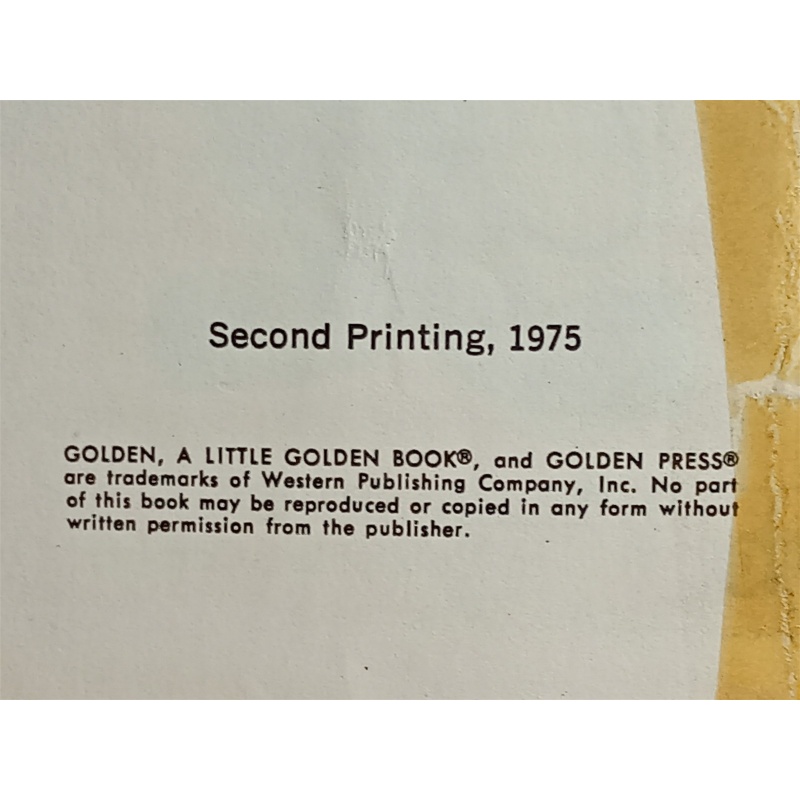 Second Printing, 1975
GOLDEN, A LITTLE GOLDEN BOOK®, and GOLDEN PRESS®
are trademarks of Western Publishing Company, Inc. No part
of this book may be reproduced or copied in any form without
written permission from the publisher.